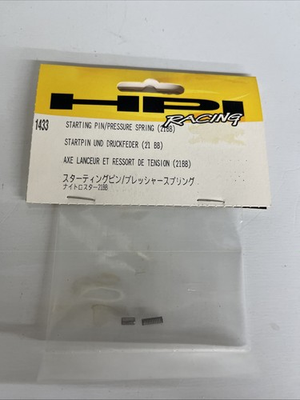 HPI
RACING
1433
STARTING PIN/PRESSURE SPRING (21BB)
STARTPIN UND DRUCKFEDER (21 BB)
AXE LANCEUR ET RESSORT DE TENSION (21BB)
スターティングピン/プレッシャースプリング
ナイトロスター21BB